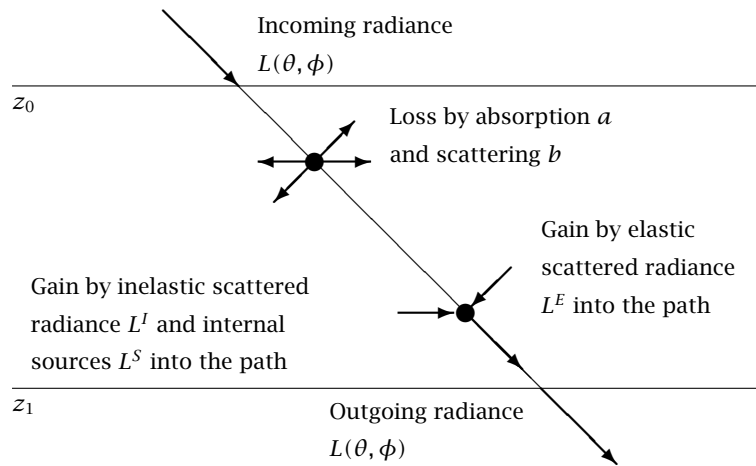 Incoming radiance
L(θ, ϕ)
z₀
Loss by absorption a
and scattering b
Gain by elastic
scattered radiance
Lᴱ into the path
Gain by inelastic scattered
radiance Lᴵ and internal
sources Lˢ into the path
z₁
Outgoing radiance
L(θ, ϕ)